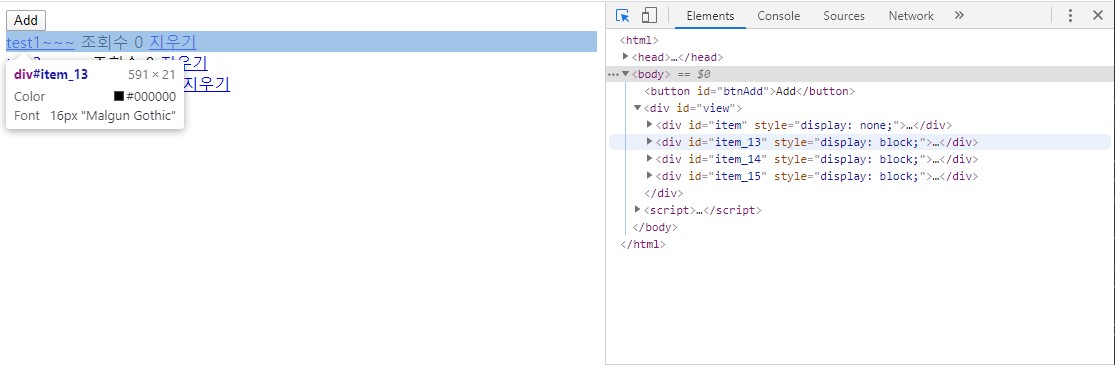 Add
test1~~~ 조회수 0 지우기
조회수 0 지우기
지우기
div#item_13 591 × 21
Color #000000
Font 16px "Malgun Gothic"
Elements Console Sources Network »
<html>
<head>…</head>
<body> == $0
<button id="btnAdd">Add</button>
<div id="view">
<div id="item" style="display: none;">…</div>
<div id="item_13" style="display: block;">…</div>
<div id="item_14" style="display: block;">…</div>
<div id="item_15" style="display: block;">…</div>
</div>
<script>…</script>
</body>
</html>